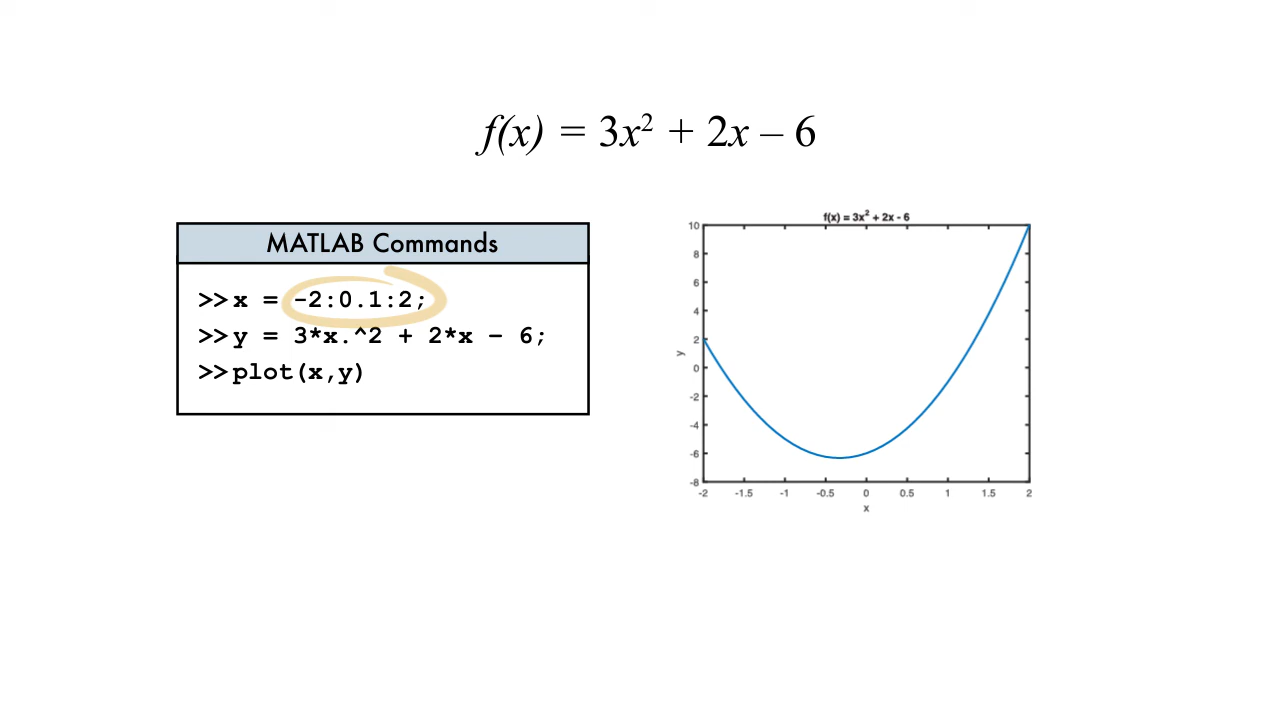 f(x) = 3x² + 2x – 6
MATLAB Commands
>>x = -2:0.1:2;
>>y = 3*x.^2 + 2*x – 6;
>>plot(x,y)
f(x) = 3x² + 2x - 6
10
8
6
4
2
0
-2
-4
-6
-8
y
-2 -1.5 -1 -0.5 0 0.5 1 1.5 2
x